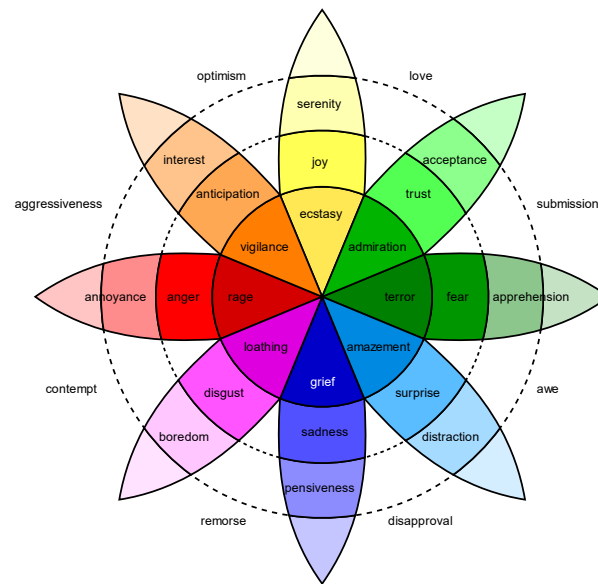 optimism
love
serenity
interest
acceptance
joy
anticipation
trust
aggressiveness
submission
ecstasy
vigilance
admiration
annoyance
anger
rage
terror
fear
apprehension
loathing
amazement
grief
contempt
disgust
surprise
awe
boredom
sadness
distraction
pensiveness
remorse
disapproval